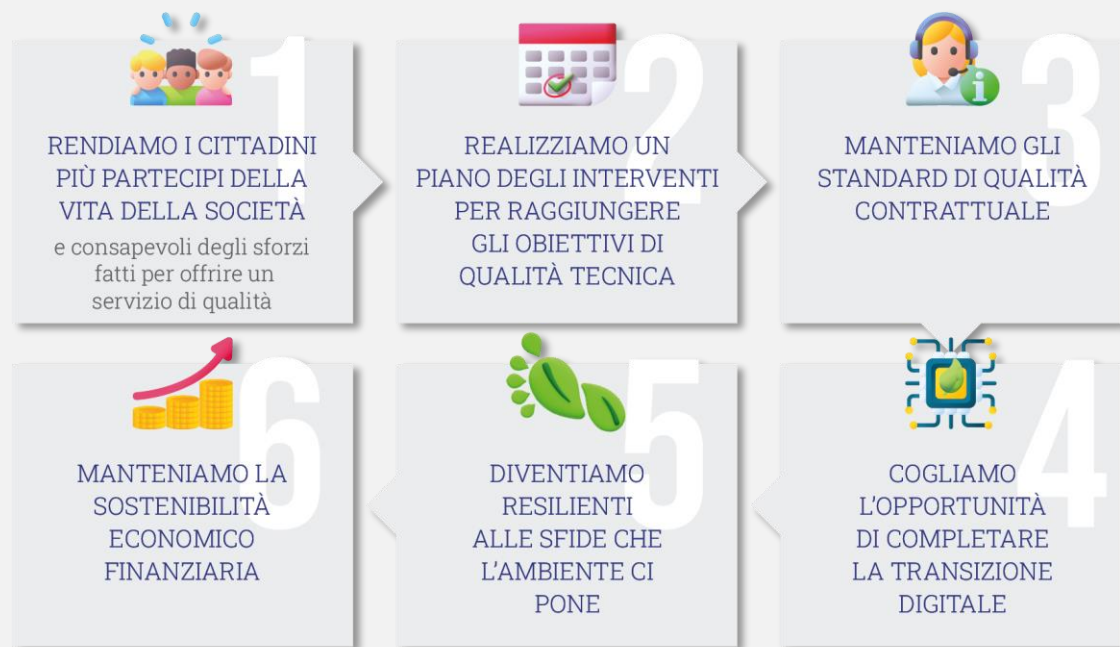 1
RENDIAMO I CITTADINI
PIÙ PARTECIPI DELLA
VITA DELLA SOCIETÀ
e consapevoli degli sforzi
fatti per offrire un
servizio di qualità
2
REALIZZIAMO UN
PIANO DEGLI INTERVENTI
PER RAGGIUNGERE
GLI OBIETTIVI DI
QUALITÀ TECNICA
3
i
MANTENIAMO GLI
STANDARD DI QUALITÀ
CONTRATTUALE
4
COGLIAMO
L'OPPORTUNITÀ
DI COMPLETARE
LA TRANSIZIONE
DIGITALE
5
DIVENTIAMO
RESILIENTI
ALLE SFIDE CHE
L'AMBIENTE CI
PONE
6
MANTENIAMO LA
SOSTENIBILITÀ
ECONOMICO
FINANZIARIA